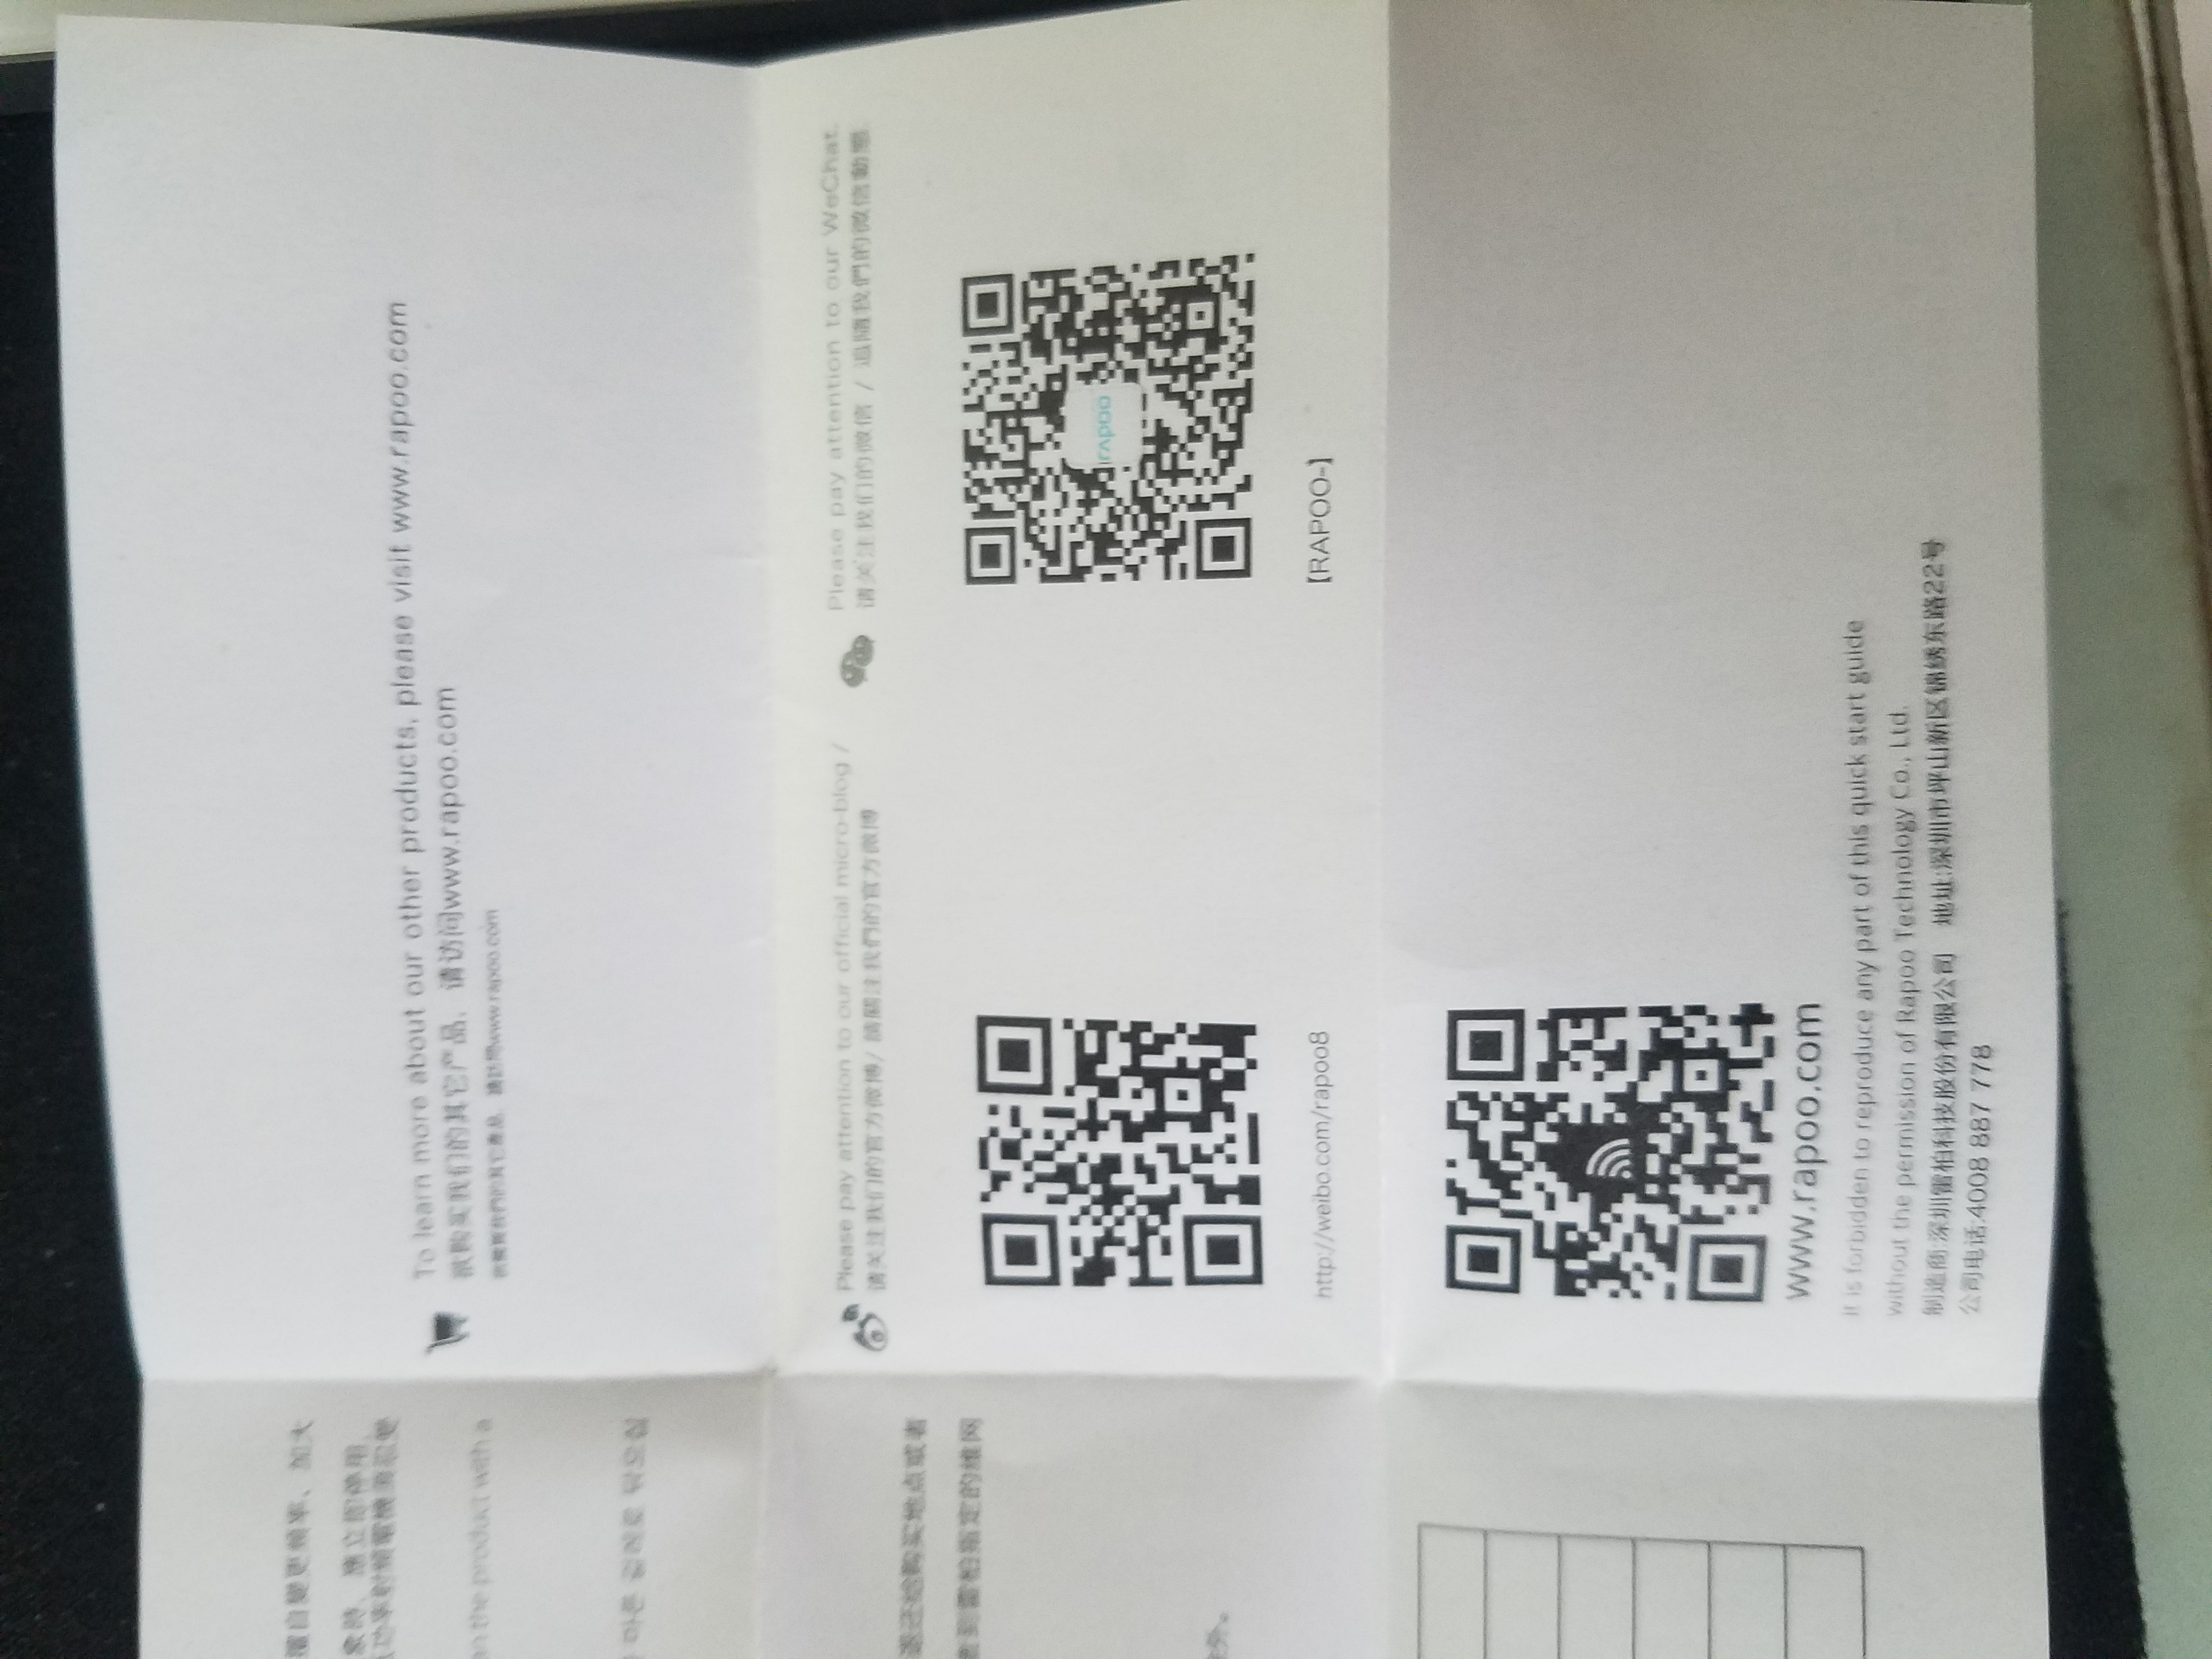 擅自變更頻率、加大
象時，應立即停用，
功率射頻電機須忍受
an the product with a
마른 걸레로 닦으십
To learn more about our other products, please visit www.rapoo.com
欲购买我们的其它产品，请访问www.rapoo.com
欲購買我們的其它產品，請訪問www.rapoo.com
Please pay attention to our official micro-blog /
请关注我们的官方微博/ 請關注我們的官方微博
Please pay attention to our WeChat.
请关注我们的微信 / 追隨我們的微信動態.
退还给购买地点或者
到雷柏指定的维网
外。
rapoo
http://weibo.com/rapoo8
【RAPOO-】
www.rapoo.com
It is forbidden to reproduce any part of this quick start guide
without the permission of Rapoo Technology Co., Ltd.
制造商:深圳雷柏科技股份有限公司 地址:深圳市坪山新区锦绣东路22号
公司电话:4008 887 778